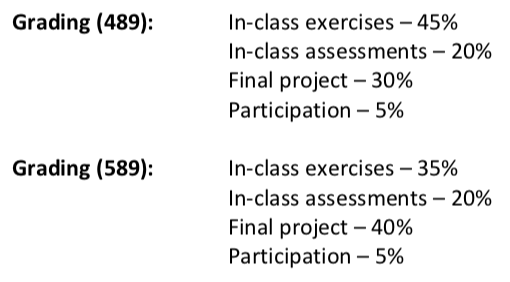 Grading (489): In-class exercises – 45%
In-class assessments – 20%
Final project – 30%
Participation – 5%
Grading (589): In-class exercises – 35%
In-class assessments – 20%
Final project – 40%
Participation – 5%